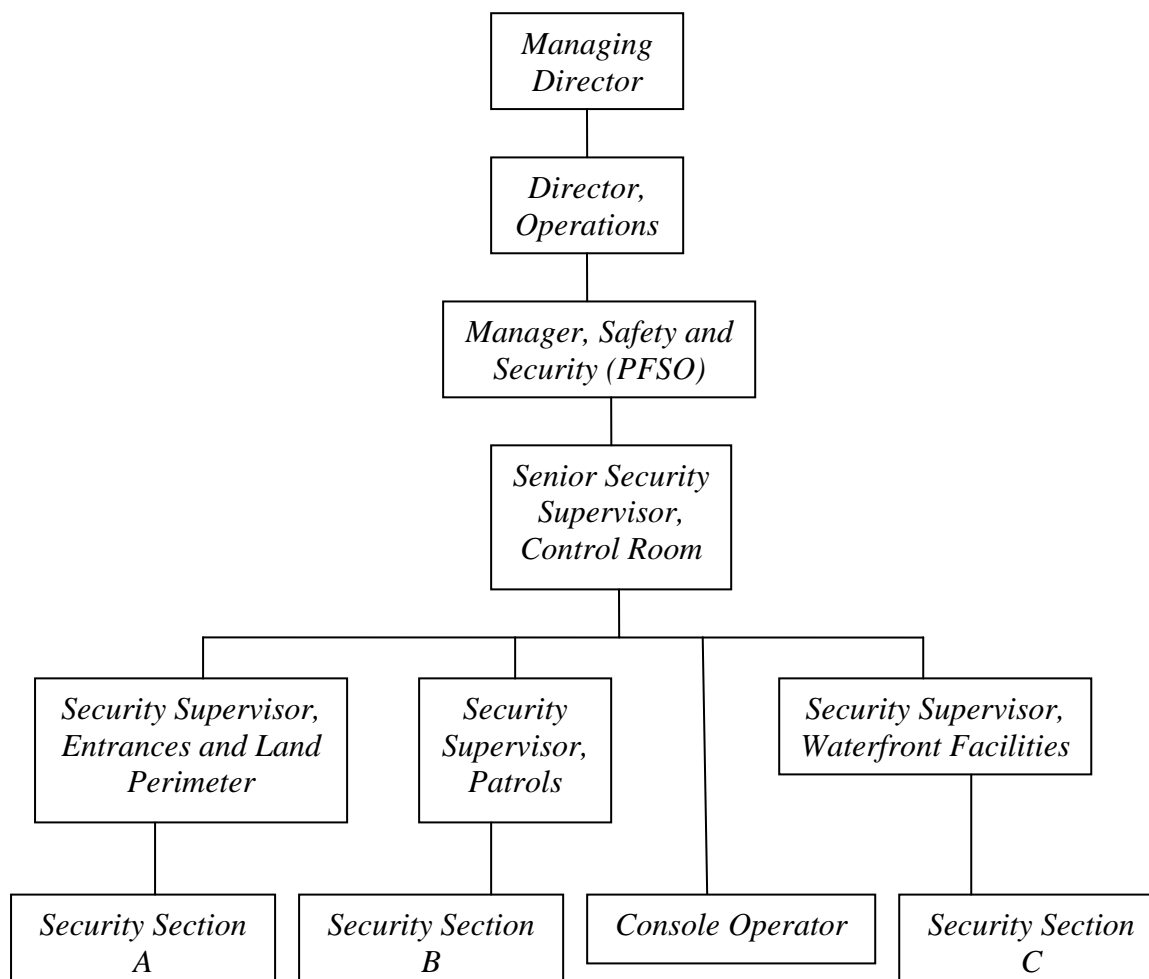 Managing
Director
Director,
Operations
Manager, Safety and
Security (PFSO)
Senior Security
Supervisor,
Control Room
Security Supervisor,
Entrances and Land
Perimeter
Security
Supervisor,
Patrols
Security Supervisor,
Waterfront Facilities
Security Section
A
Security Section
B
Console Operator
Security Section
C